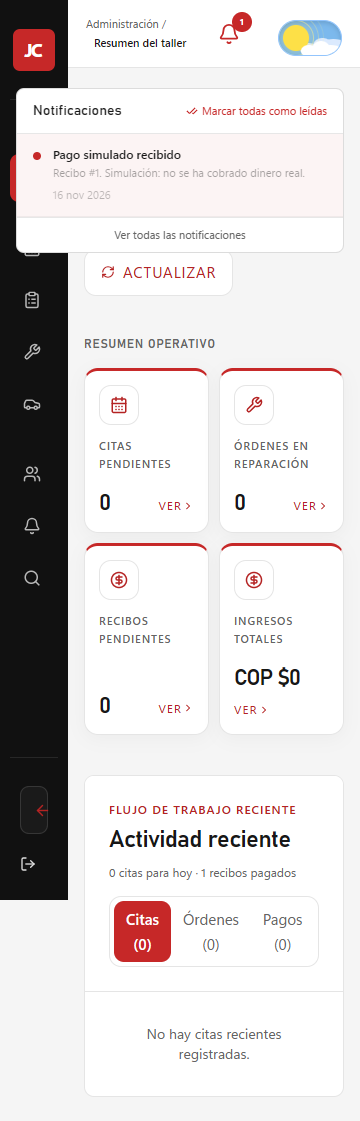 JC
Administración /
Resumen del taller
1
Notificaciones
Marcar todas como leídas
Pago simulado recibido
Recibo #1. Simulación: no se ha cobrado dinero real.
16 nov 2026
Ver todas las notificaciones
ACTUALIZAR
RESUMEN OPERATIVO
CITAS
PENDIENTES
0
VER
ÓRDENES EN
REPARACIÓN
0
VER
RECIBOS
PENDIENTES
0
VER
INGRESOS
TOTALES
COP $0
VER
FLUJO DE TRABAJO RECIENTE
Actividad reciente
0 citas para hoy · 1 recibos pagados
Citas
(0)
Órdenes
(0)
Pagos
(0)
No hay citas recientes
registradas.